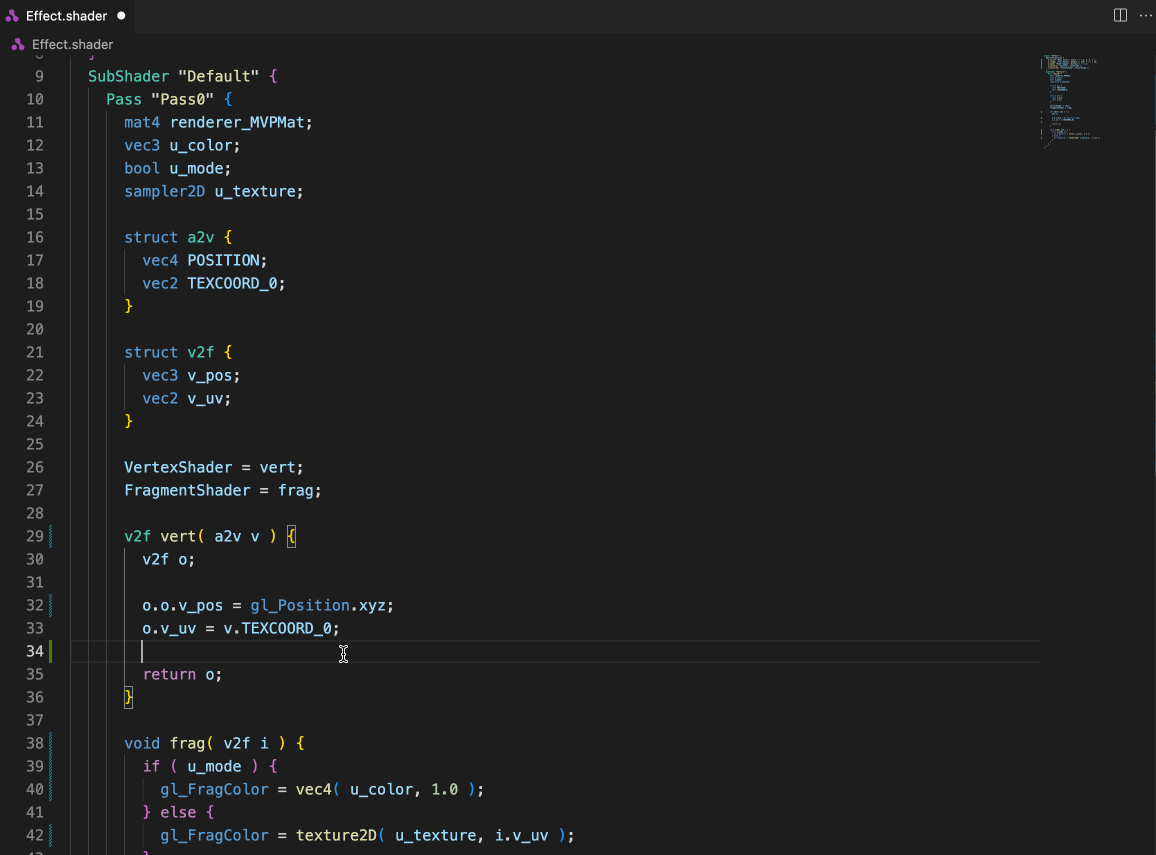 Effect.shader
Effect.shader
9 SubShader "Default" {
10 Pass "Pass0" {
11 mat4 renderer_MVPMat;
12 vec3 u_color;
13 bool u_mode;
14 sampler2D u_texture;
15
16 struct a2v {
17 vec4 POSITION;
18 vec2 TEXCOORD_0;
19 }
20
21 struct v2f {
22 vec3 v_pos;
23 vec2 v_uv;
24 }
25
26 VertexShader = vert;
27 FragmentShader = frag;
28
29 v2f vert( a2v v ) {
30 v2f o;
31
32 o.o.v_pos = gl_Position.xyz;
33 o.v_uv = v.TEXCOORD_0;
34
35 return o;
36 }
37
38 void frag( v2f i ) {
39 if ( u_mode ) {
40 gl_FragColor = vec4( u_color, 1.0 );
41 } else {
42 gl_FragColor = texture2D( u_texture, i.v_uv );